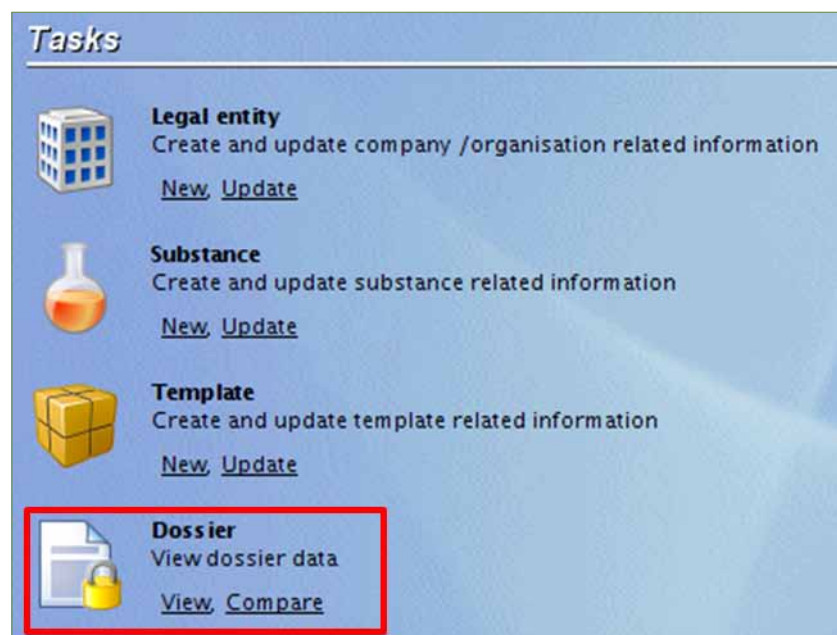 Tasks
Legal entity
Create and update company /organisation related information
New, Update
Substance
Create and update substance related information
New, Update
Template
Create and update template related information
New, Update
Dossier
View dossier data
View, Compare